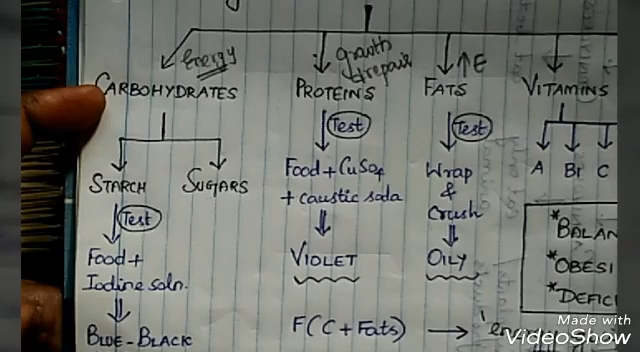 Energy
Growth
& repair
↑E
CARBOHYDRATES
PROTEINS
FATS
VITAMINS
Test
Test
STARCH
SUGARS
Food + CuSO4
+ caustic soda
Wrap
&
Crush
A
B1
C
Test
Food +
Iodine soln.
VIOLET
OILY
*BALAN
*OBESI
*DEFICI
BLUE-BLACK
F(C + Fats) →
Made with
VideoShow